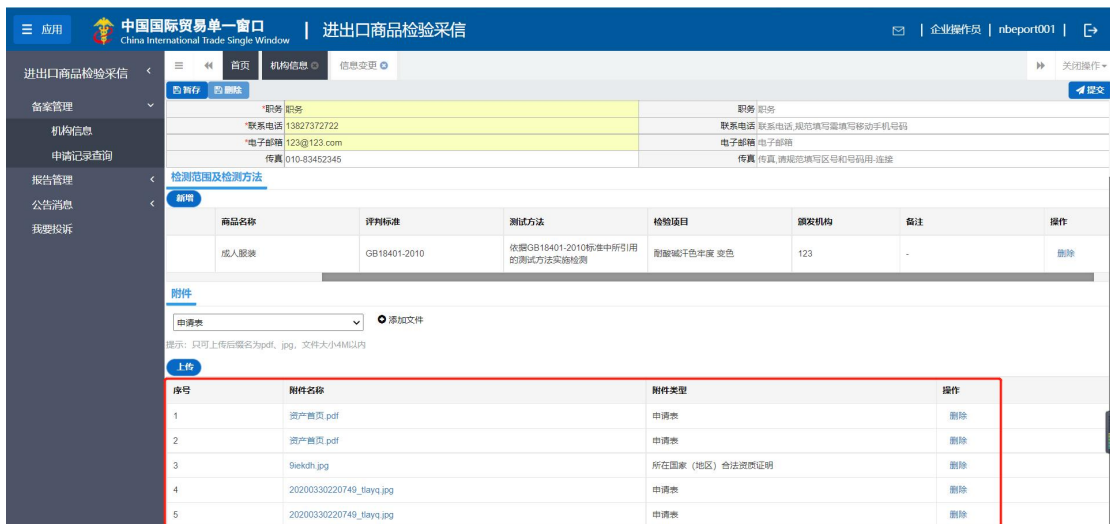 应用
中国国际贸易单一窗口 | 进出口商品检验采信
China International Trade Single Window
企业操作员 | nbeport001 |
进出口商品检验采信
首页 机构信息 信息变更 关闭操作
备案管理
机构信息
申请记录查询
报告管理
公告消息
我要投诉
暂存 删除 提交
*职务 职务 职务 职务
*联系电话 13827372722 联系电话 联系电话,规范填写需填写移动手机号码
*电子邮箱 123@123.com 电子邮箱 电子邮箱
传真 010-83452345 传真 传真,请规范填写区号和号码用-连接
检测范围及检测方法
新增
商品名称 评判标准 测试方法 检验项目 颁发机构 备注 操作
成人服装 GB18401-2010 依据GB18401-2010标准中所引用 耐酸碱汗色牢度 变色 123 - 删除
的测试方法实施检测
附件
申请表 添加文件
提示：只可上传后缀名为pdf、jpg，文件大小4M以内
上传
序号 附件名称 附件类型 操作
1 资产首页.pdf 申请表 删除
2 资产首页.pdf 申请表 删除
3 9iekdh.jpg 所在国家（地区）合法资质证明 删除
4 20200330220749_tlayq.jpg 申请表 删除
5 20200330220749_tlayq.jpg 申请表 删除